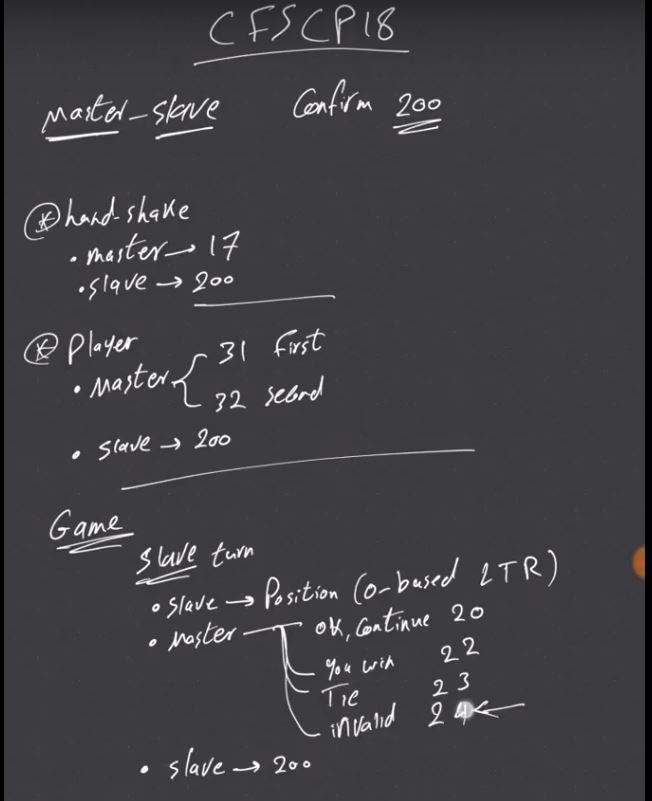 CFSCP18
Master-slave Confirm 200
hand-shake
• master → 17
• slave → 200
Player
• Master 31 First
32 second
• slave → 200
Game
Slave turn
• slave → Position (0-based LTR)
• Master OK, Continue 20
You win 22
Tie 23
invalid 24 ←
• slave → 200